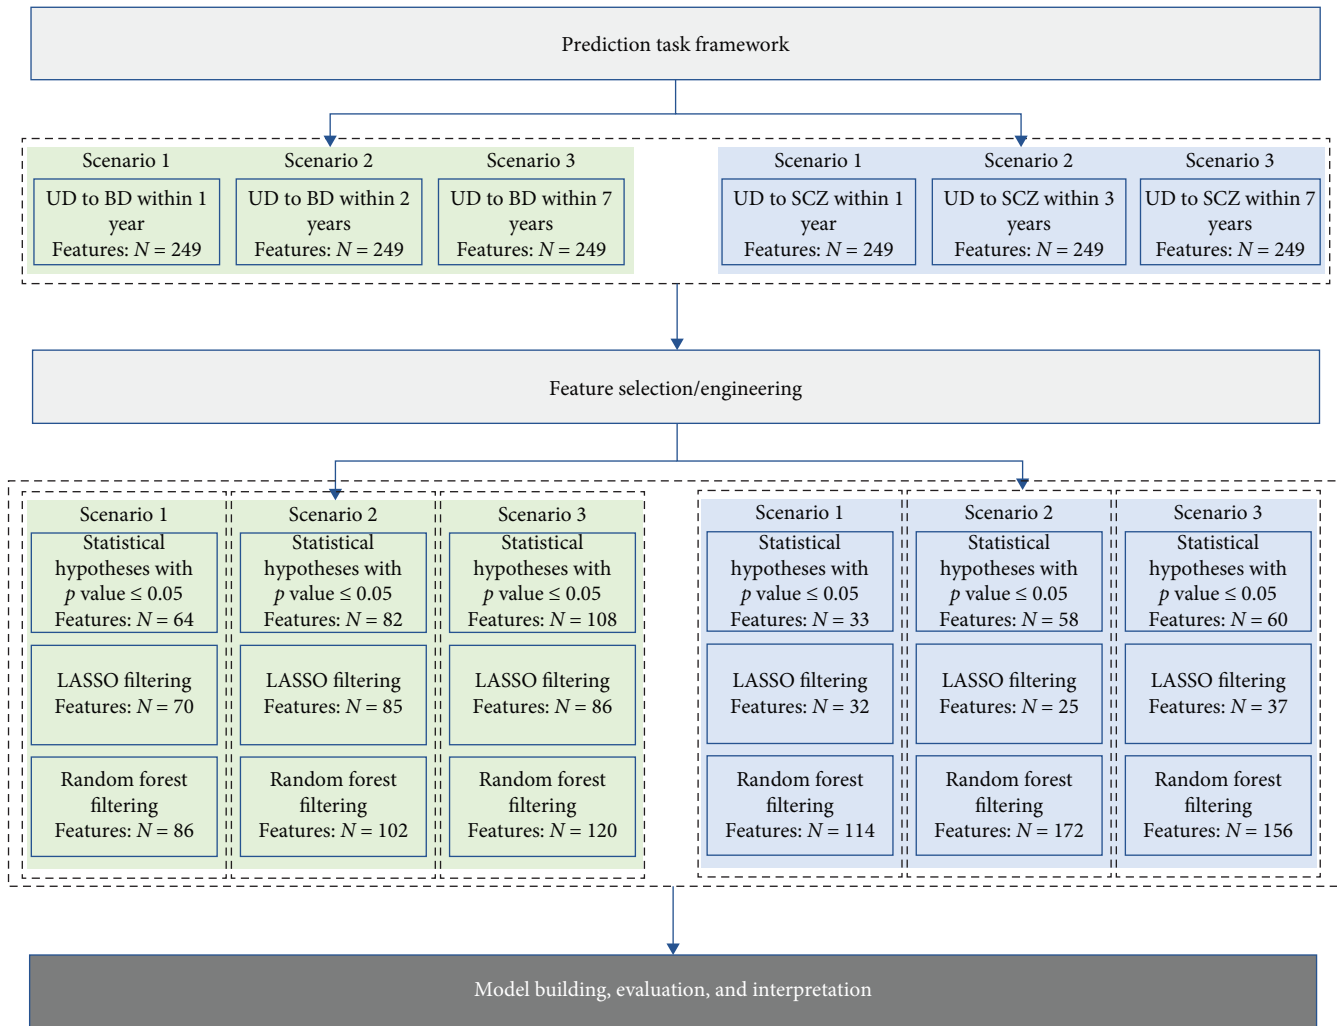 Prediction task framework
Scenario 1
UD to BD within 1
year
Features: N = 249
Scenario 2
UD to BD within 2
years
Features: N = 249
Scenario 3
UD to BD within 7
years
Features: N = 249
Scenario 1
UD to SCZ within 1
year
Features: N = 249
Scenario 2
UD to SCZ within 3
years
Features: N = 249
Scenario 3
UD to SCZ within 7
years
Features: N = 249
Feature selection/engineering
Scenario 1
Statistical
hypotheses with
p value ≤ 0.05
Features: N = 64
LASSO filtering
Features: N = 70
Random forest
filtering
Features: N = 86
Scenario 2
Statistical
hypotheses with
p value ≤ 0.05
Features: N = 82
LASSO filtering
Features: N = 85
Random forest
filtering
Features: N = 102
Scenario 3
Statistical
hypotheses with
p value ≤ 0.05
Features: N = 108
LASSO filtering
Features: N = 86
Random forest
filtering
Features: N = 120
Scenario 1
Statistical
hypotheses with
p value ≤ 0.05
Features: N = 33
LASSO filtering
Features: N = 32
Random forest
filtering
Features: N = 114
Scenario 2
Statistical
hypotheses with
p value ≤ 0.05
Features: N = 58
LASSO filtering
Features: N = 25
Random forest
filtering
Features: N = 172
Scenario 3
Statistical
hypotheses with
p value ≤ 0.05
Features: N = 60
LASSO filtering
Features: N = 37
Random forest
filtering
Features: N = 156
Model building, evaluation, and interpretation